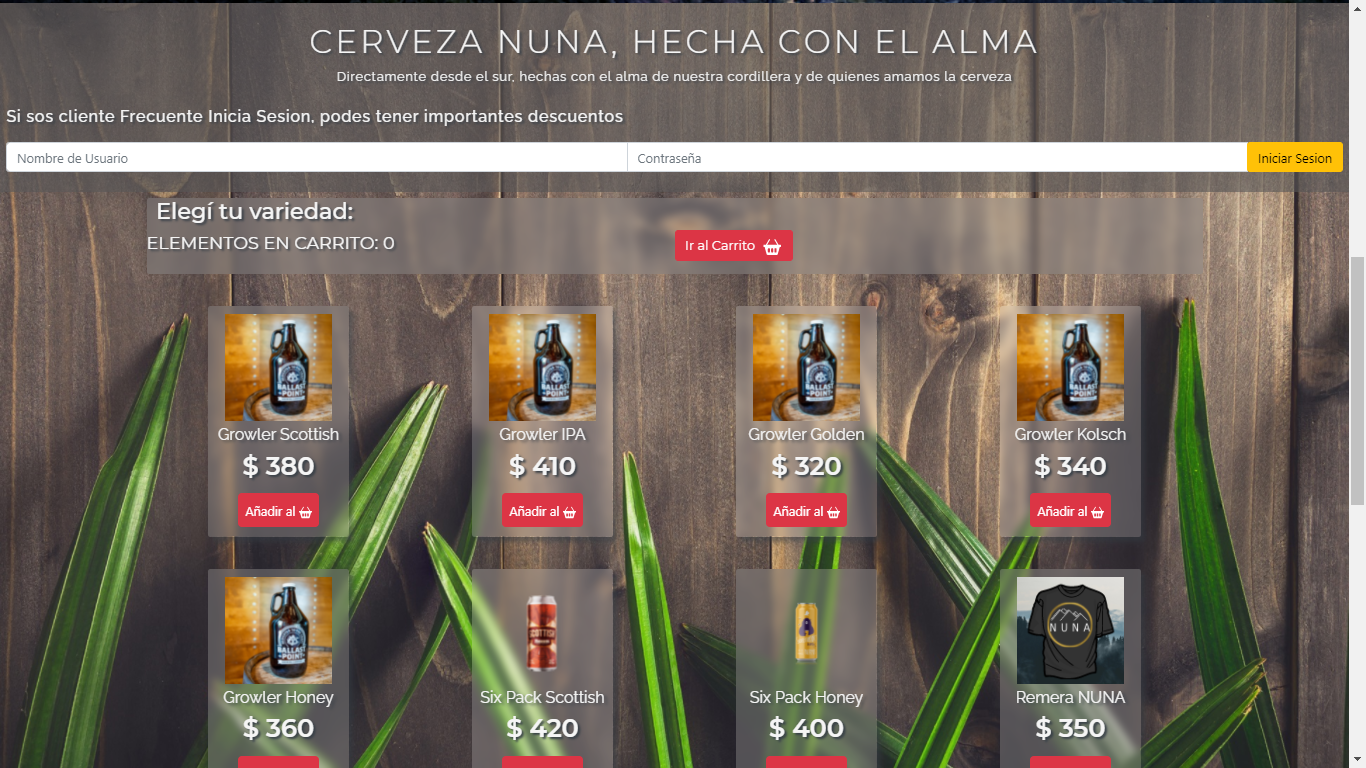 CERVEZA NUNA, HECHA CON EL ALMA
Directamente desde el sur, hechas con el alma de nuestra cordillera y de quienes amamos la cerveza
Si sos cliente Frecuente Inicia Sesion, podes tener importantes descuentos
Nombre de Usuario Contraseña Iniciar Sesion
Elegí tu variedad:
ELEMENTOS EN CARRITO: 0 Ir al Carrito
BALLAST BALLAST BALLAST BALLAST
POINT POINT POINT POINT
Growler Scottish Growler IPA Growler Golden Growler Kolsch
$ 380 $ 410 $ 320 $ 340
Añadir al Añadir al Añadir al Añadir al
BALLAST SCOTTISH NUNA
POINT
Growler Honey Six Pack Scottish Six Pack Honey Remera NUNA
$ 360 $ 420 $ 400 $ 350